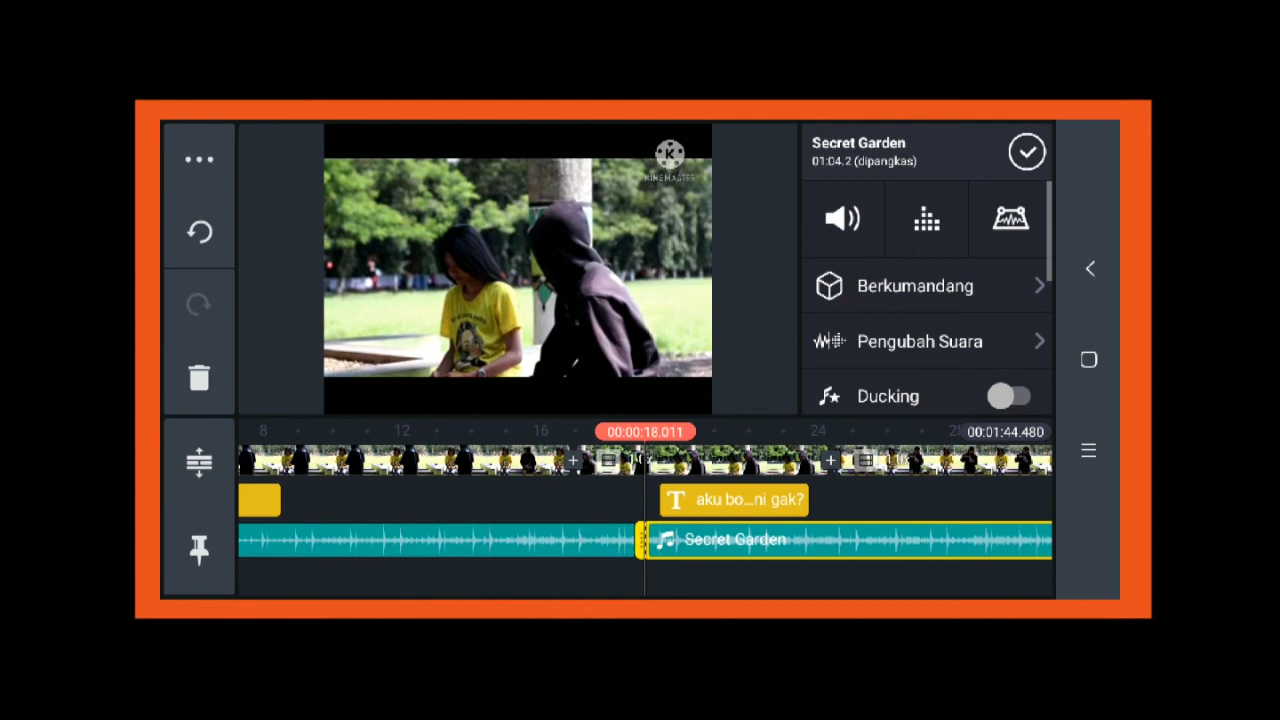 KINEMASTER
Secret Garden
01:04.2 (dipangkas)
Berkumandang
Pengubah Suara
Ducking
8
12
16
00:00:18.011
24
00:01:44.480
aku bo...ni gak?
Secret Garden